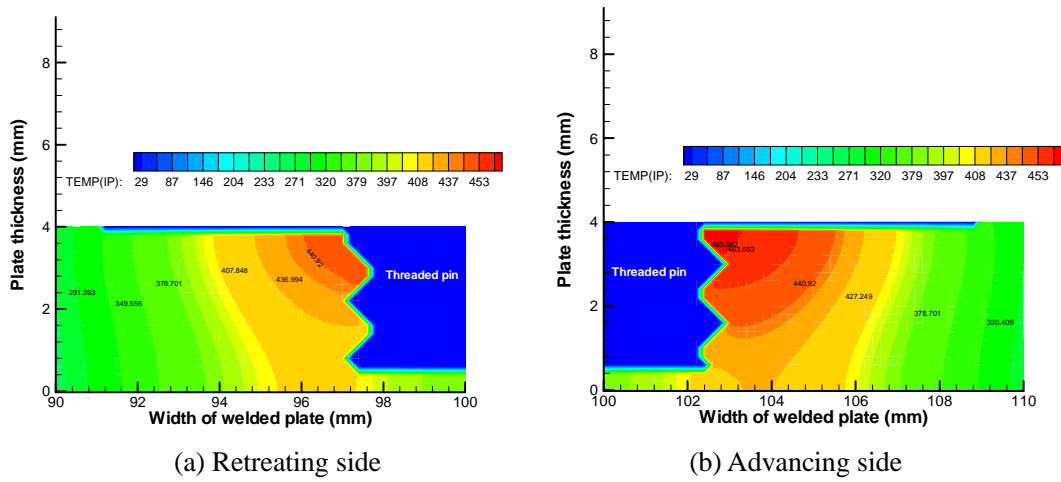 Plate thickness (mm)
8
6
4
2
0
TEMP(IP): 29 87 146 204 233 271 320 379 397 408 437 453
Threaded pin
291.263
349.555
378.701
407.848
436.994
440.92
90 92 94 96 98 100
Width of welded plate (mm)
(a) Retreating side
Plate thickness (mm)
8
6
4
2
0
TEMP(IP): 29 87 146 204 233 271 320 379 397 408 437 453
Threaded pin
463.562
463.562
440.92
427.249
378.701
320.409
100 102 104 106 108 110
Width of welded plate (mm)
(b) Advancing side